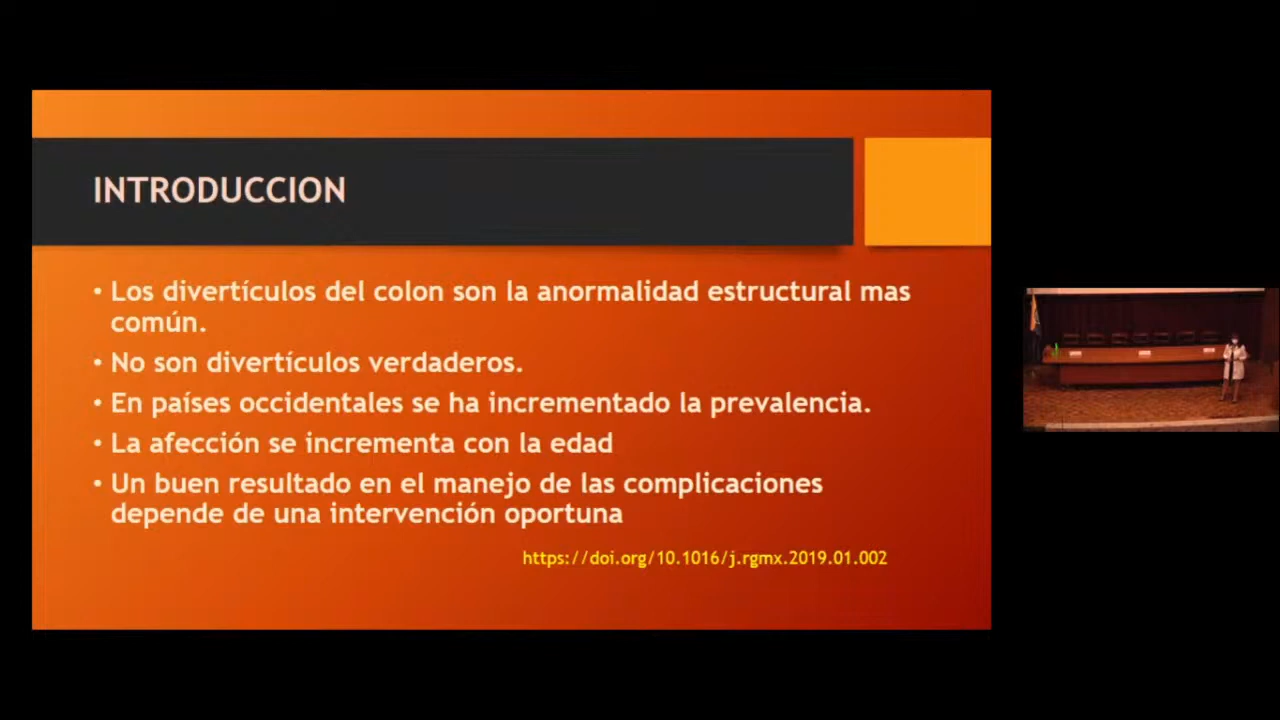 INTRODUCCION
• Los divertículos del colon son la anormalidad estructural mas
común.
• No son divertículos verdaderos.
• En países occidentales se ha incrementado la prevalencia.
• La afección se incrementa con la edad
• Un buen resultado en el manejo de las complicaciones
depende de una intervención oportuna
https://doi.org/10.1016/j.rgmx.2019.01.002